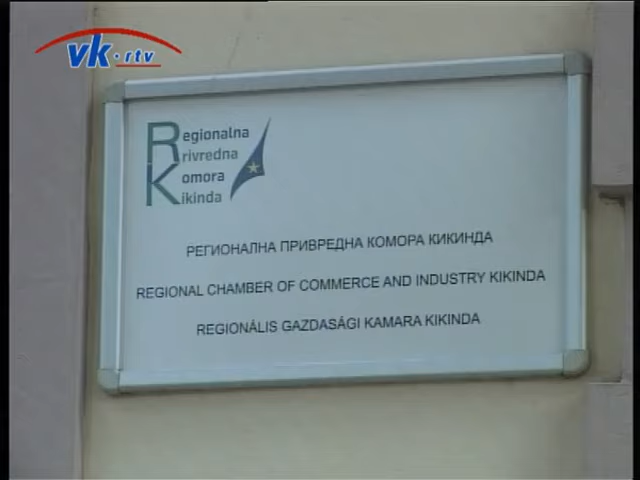 vk.rtv
Regionalna
Privredna
Komora
Kikinda
РЕГИОНАЛНА ПРИВРЕДНА КОМОРА КИКИНДА
REGIONAL CHAMBER OF COMMERCE AND INDUSTRY KIKINDA
REGIONÁLIS GAZDASÁGI KAMARA KIKINDA